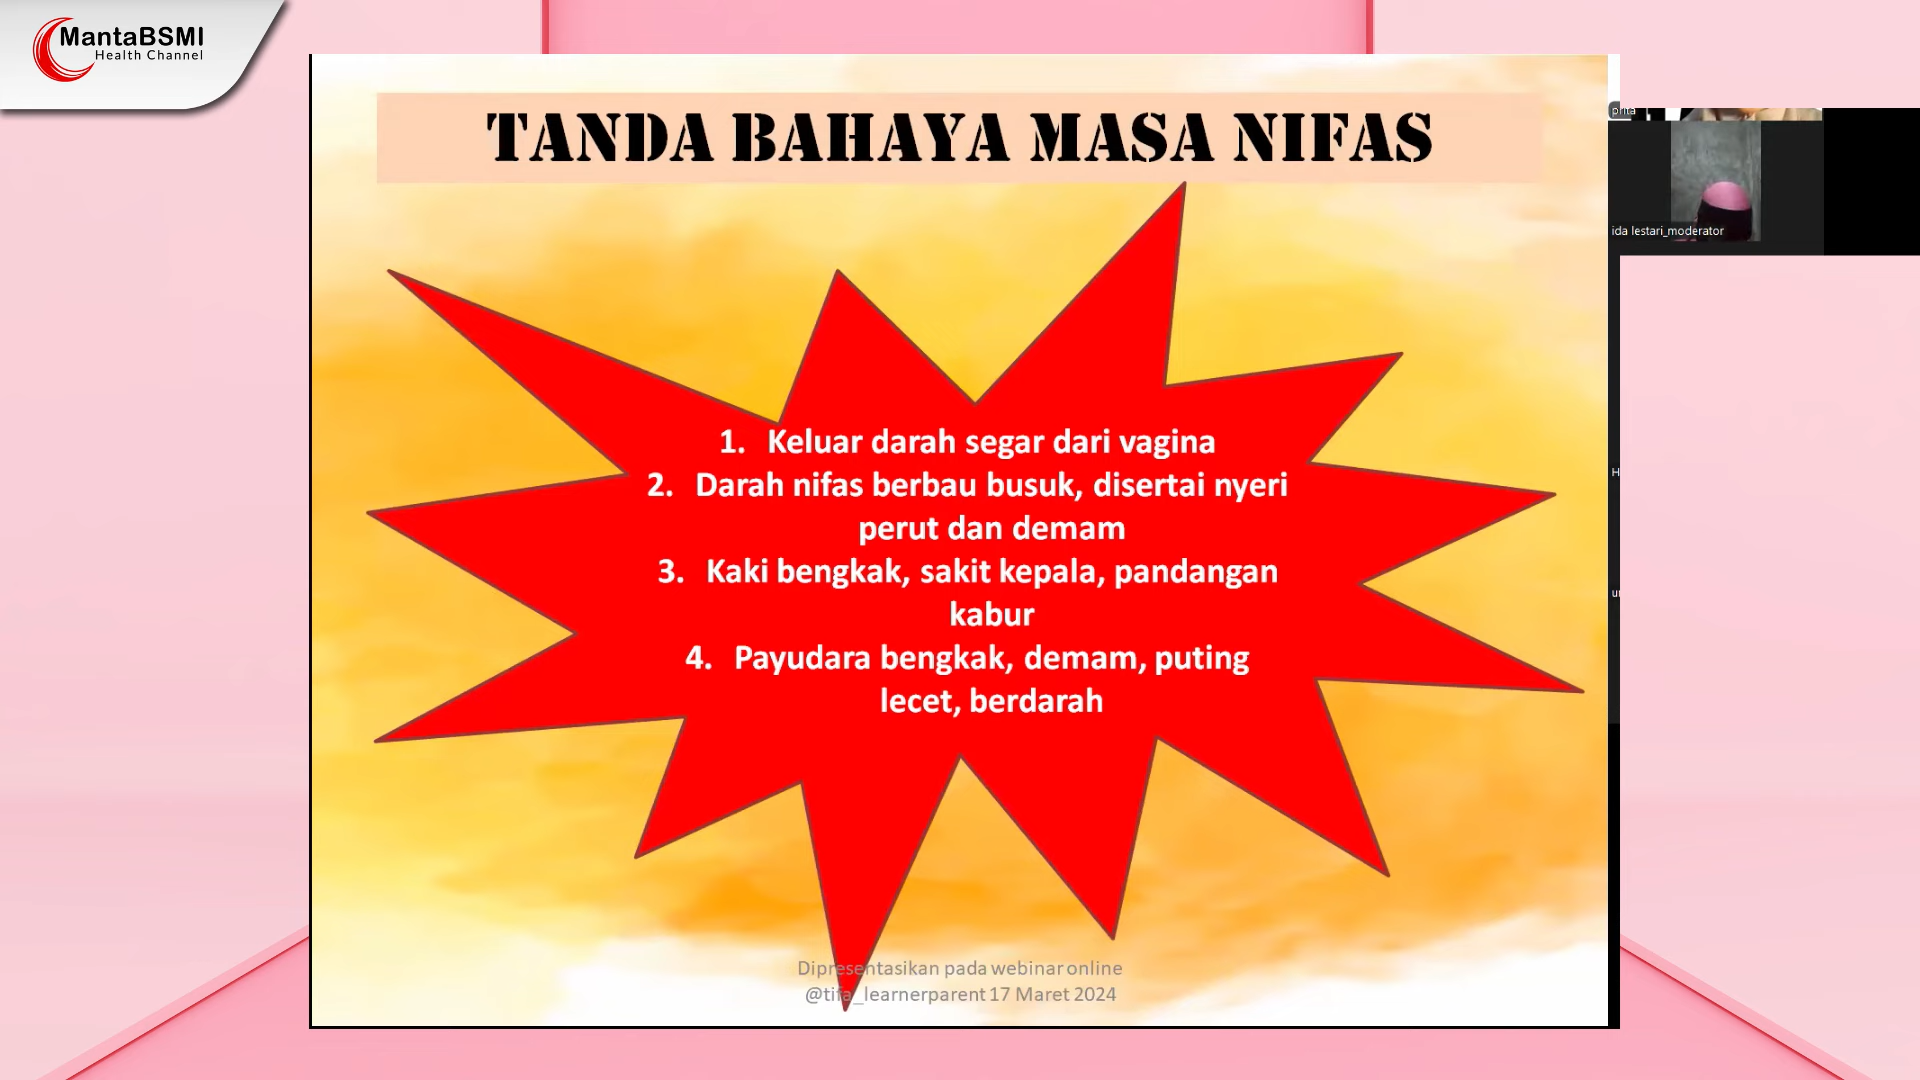 MantaBSMI
Health Channel
TANDA BAHAYA MASA NIFAS
1. Keluar darah segar dari vagina
2. Darah nifas berbau busuk, disertai nyeri
perut dan demam
3. Kaki bengkak, sakit kepala, pandangan
kabur
4. Payudara bengkak, demam, puting
lecet, berdarah
Dipresentasikan pada webinar online
@tifa_learnerparent 17 Maret 2024
prita
ida lestari_moderator